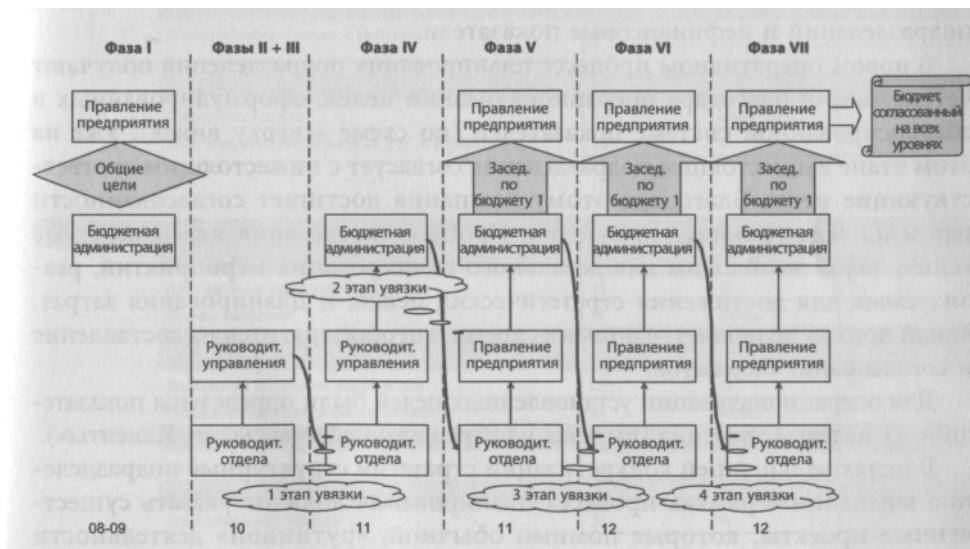 Фаза I
Фазы II + III
Фаза IV
Фаза V
Фаза VI
Фаза VII
Правление
предприятия
Правление
предприятия
Правление
предприятия
Правление
предприятия
Бюджет,
согласованный
на всех
уровнях
Общие
цели
Засед.
по
бюджету 1
Засед.
по
бюджету 1
Засед.
по
бюджету 1
Бюджетная
администрация
Бюджетная
администрация
Бюджетная
администрация
Бюджетная
администрация
Бюджетная
администрация
2 этап увязки
Руководит.
управления
Руководит.
управления
Правление
предприятия
Правление
предприятия
Правление
предприятия
Руководит.
отдела
Руководит.
отдела
Руководит.
отдела
Руководит.
отдела
Руководит.
отдела
1 этап увязки
3 этап увязки
4 этап увязки
08-09
10
11
11
12
12